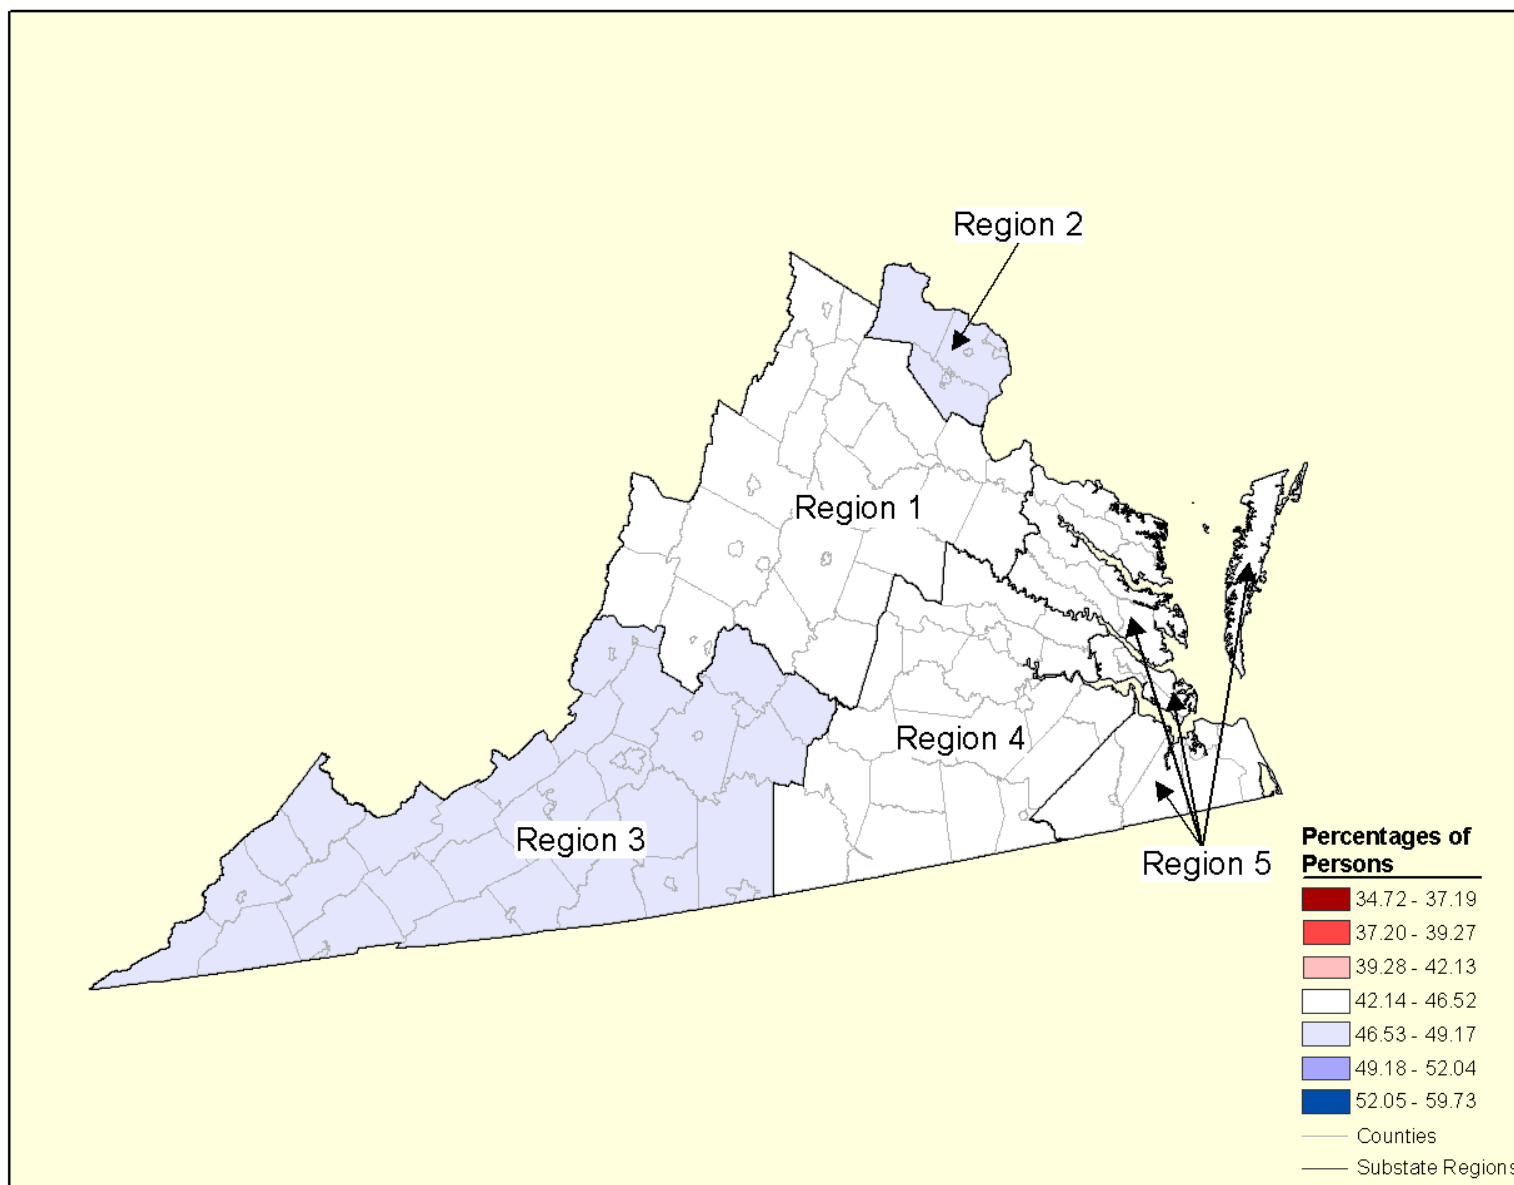 Region 2
Region 1
Region 4
Region 3
Region 5
Percentages of
Persons
34.72 - 37.19
37.20 - 39.27
39.28 - 42.13
42.14 - 46.52
46.53 - 49.17
49.18 - 52.04
52.05 - 59.73
Counties
Substate Regions